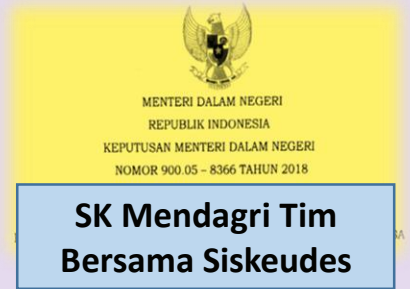 MENTERI DALAM NEGERI
REPUBLIK INDONESIA
KEPUTUSAN MENTERI DALAM NEGERI
NOMOR 900.05 – 8366 TAHUN 2018
SK Mendagri Tim
Bersama Siskeudes